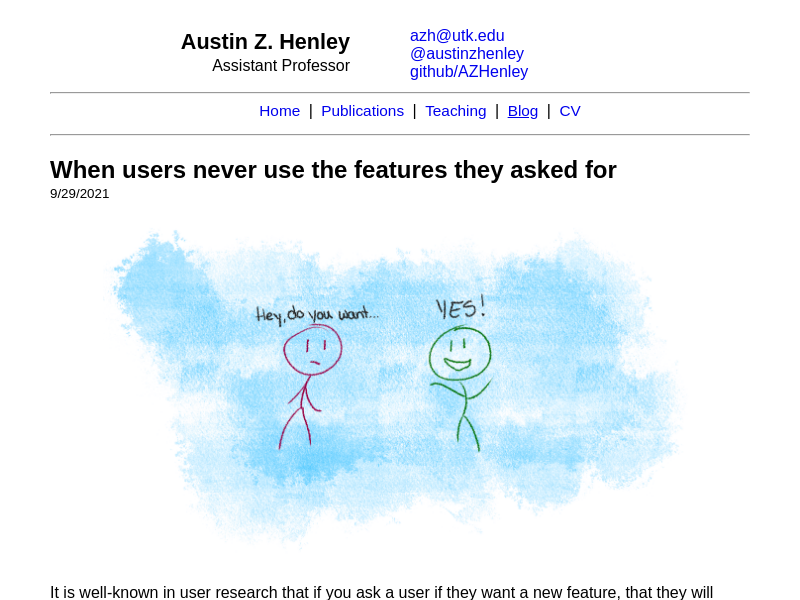 Austin Z. Henley
Assistant Professor
azh@utk.edu
@austinzhenley
github/AZHenley
Home | Publications | Teaching | Blog | CV
When users never use the features they asked for
9/29/2021
Hey, do you want...
YES!
It is well-known in user research that if you ask a user if they want a new feature, that they will